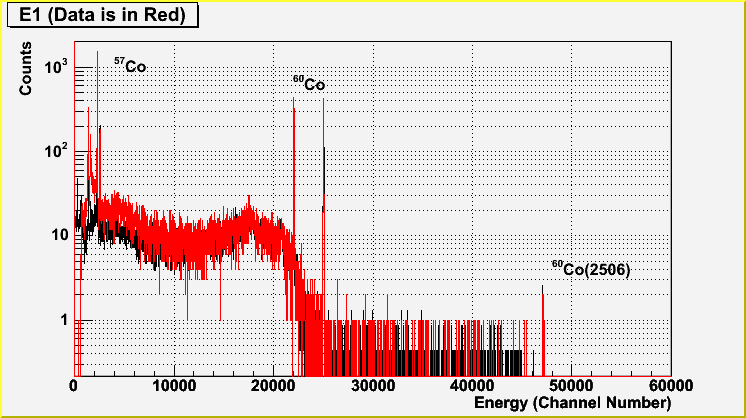 E1 (Data is in Red)
Counts
10³
10²
10
1
⁵⁷Co
⁶⁰Co
⁶⁰Co(2506)
0 10000 20000 30000 40000 50000 60000
Energy (Channel Number)